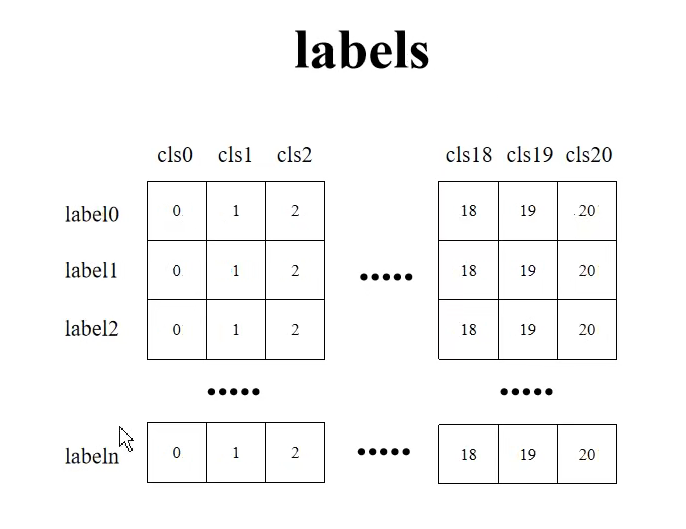 labels
cls0 cls1 cls2 cls18 cls19 cls20
label0 0 1 2 18 19 20
label1 0 1 2 ..... 18 19 20
label2 0 1 2 18 19 20
..... .....
labeln 0 1 2 ..... 18 19 20